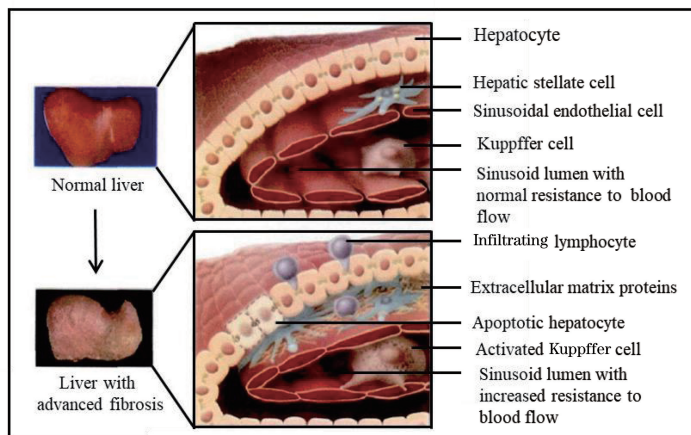 Hepatocyte
Hepatic stellate cell
Sinusoidal endothelial cell
Kuppffer cell
Sinusoid lumen with
normal resistance to blood
flow
Normal liver
Infiltrating lymphocyte
Extracellular matrix proteins
Apoptotic hepatocyte
Activated Kuppffer cell
Sinusoid lumen with
increased resistance to
blood flow
Liver with
advanced fibrosis